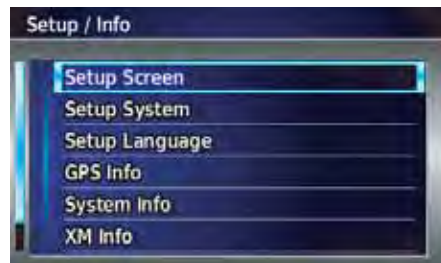 Setup / Info
Setup Screen
Setup System
Setup Language
GPS Info
System Info
XM Info